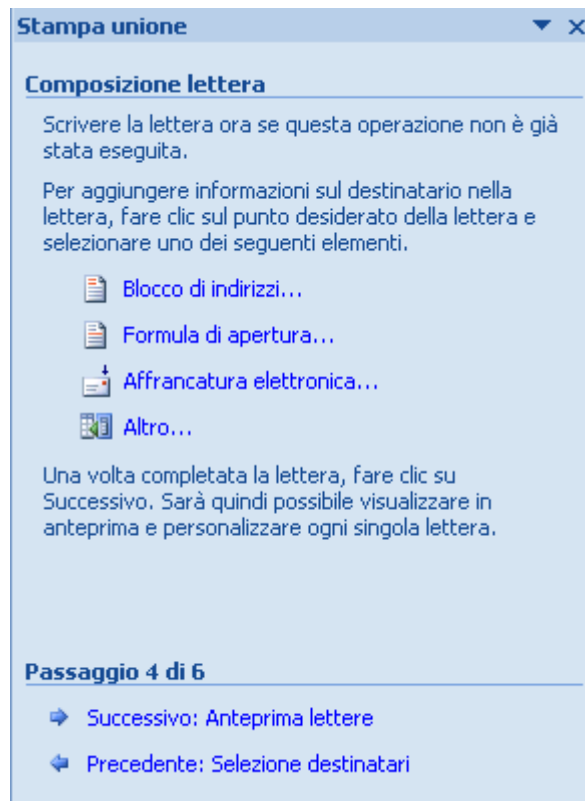 Stampa unione
Composizione lettera
Scrivere la lettera ora se questa operazione non è già
stata eseguita.
Per aggiungere informazioni sul destinatario nella
lettera, fare clic sul punto desiderato della lettera e
selezionare uno dei seguenti elementi.
Blocco di indirizzi...
Formula di apertura...
Affrancatura elettronica...
Altro...
Una volta completata la lettera, fare clic su
Successivo. Sarà quindi possibile visualizzare in
anteprima e personalizzare ogni singola lettera.
Passaggio 4 di 6
Successivo: Anteprima lettere
Precedente: Selezione destinatari